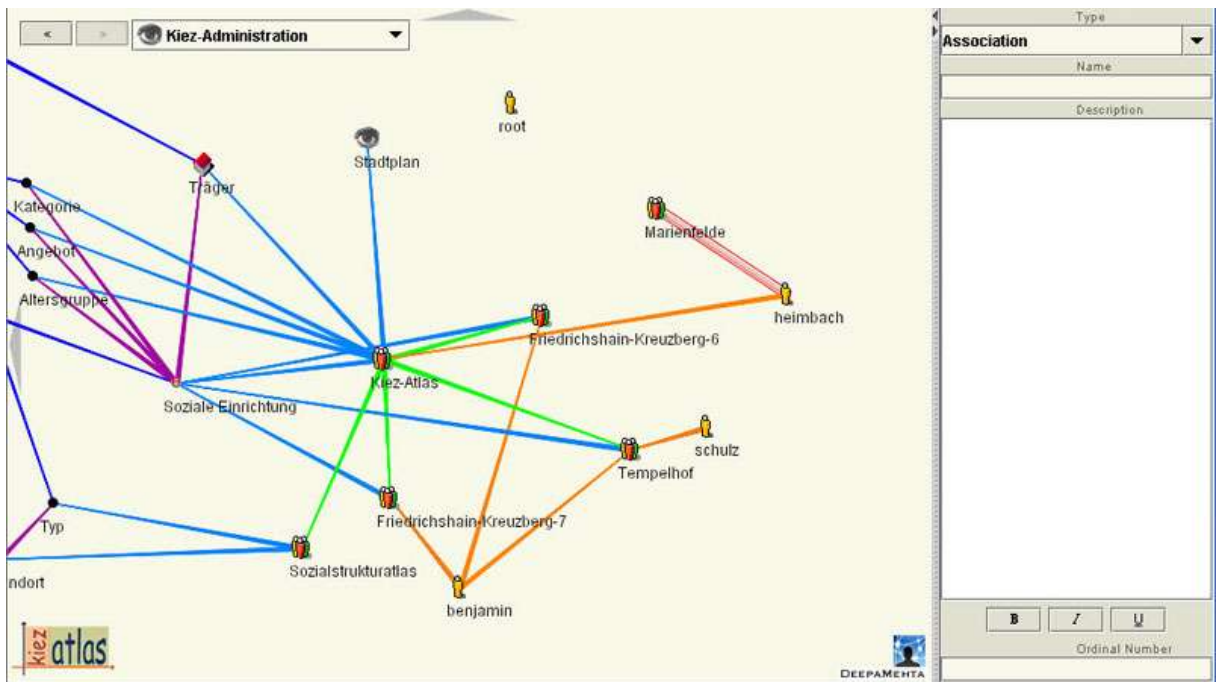 Type
< > Kiez-Administration
Association
Name
Description
root
Stadtplan
Träger
Kategorie
Marienfelde
Angebot
Altersgruppe
heimbach
Friedrichshain-Kreuzberg-6
Kiez-Atlas
Soziale Einrichtung
schulz
Tempelhof
Friedrichshain-Kreuzberg-7
Typ
Sozialstrukturatlas
ndort
benjamin
B I U
kiez
atlas
Ordinal Number
DEEPAMEHTA